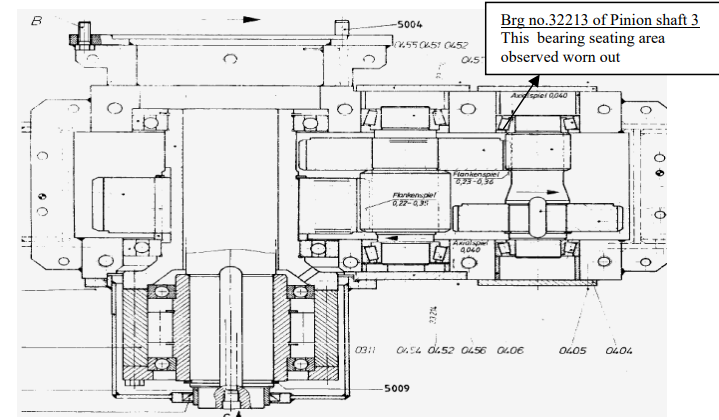 Brg no.32213 of Pinion shaft 3
This bearing seating area
observed worn out
B
5004
0455 0451 0452
045
Axialspiel 0,040
Flankenspiel
0,23-0,36
Flankenspiel
0,22-0,35
Axialspiel
0,040
0311 0454 0452 0456 0406 0405 0404
5009